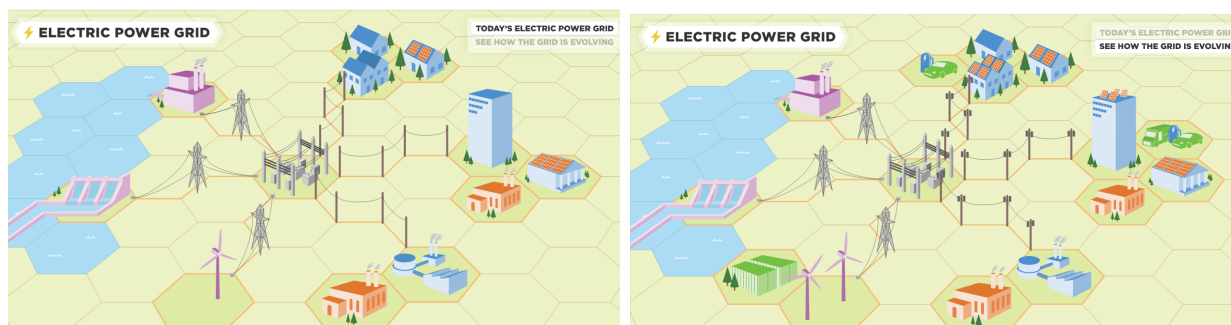 ELECTRIC POWER GRID
TODAY'S ELECTRIC POWER GRID
SEE HOW THE GRID IS EVOLVING
ELECTRIC POWER GRID
TODAY'S ELECTRIC POWER GRI
SEE HOW THE GRID IS EVOLVIN